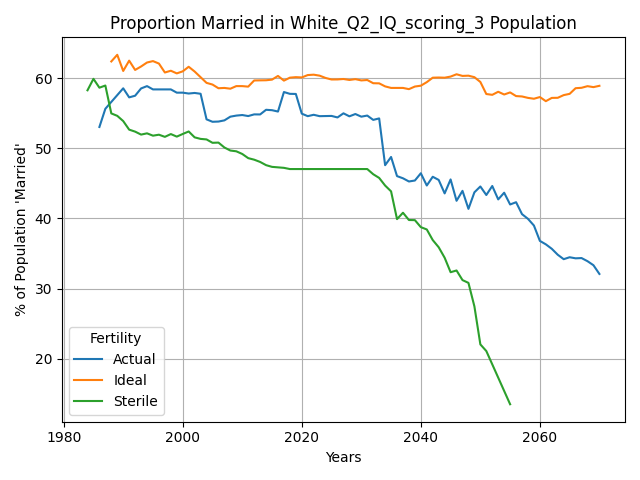 Proportion Married in White_Q2_IQ_scoring_3 Population
% of Population 'Married'
60
50
40
30
20
Fertility
Actual
Ideal
Sterile
1980
2000
2020
2040
2060
Years